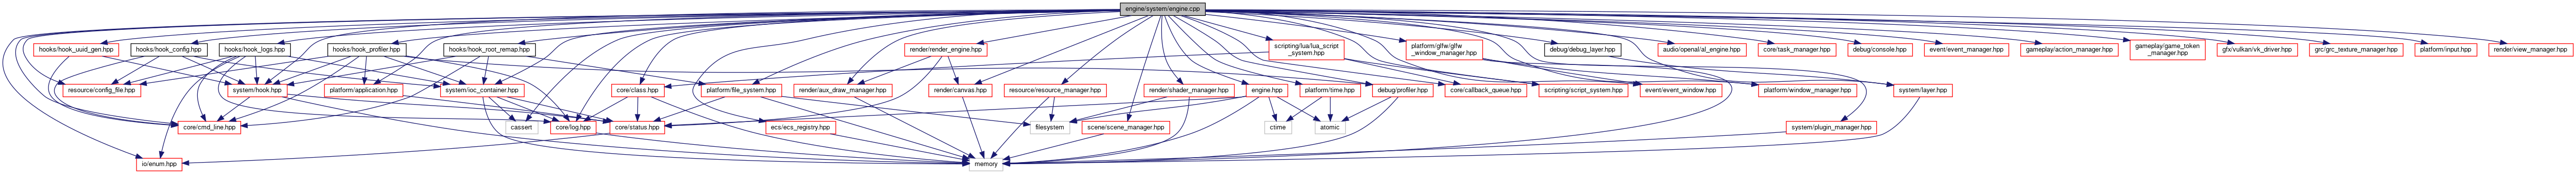 engine/system/engine.cpp
hooks/hook_uuid_gen.hpp
hooks/hook_config.hpp
hooks/hook_logs.hpp
hooks/hook_profiler.hpp
hooks/hook_root_remap.hpp
render/render_engine.hpp
scripting/lua/lua_script
_system.hpp
platform/glfw/glfw
_window_manager.hpp
debug/debug_layer.hpp
audio/openal/al_engine.hpp
core/task_manager.hpp
debug/console.hpp
event/event_manager.hpp
gameplay/action_manager.hpp
gameplay/game_token
_manager.hpp
gfx/vulkan/vk_driver.hpp
grc/grc_texture_manager.hpp
platform/input.hpp
render/view_manager.hpp
resource/config_file.hpp
system/hook.hpp
platform/application.hpp
system/ioc_container.hpp
core/class.hpp
platform/file_system.hpp
render/aux_draw_manager.hpp
render/canvas.hpp
resource/resource_manager.hpp
render/shader_manager.hpp
engine.hpp
platform/time.hpp
debug/profiler.hpp
core/callback_queue.hpp
scripting/script_system.hpp
event/event_window.hpp
platform/window_manager.hpp
system/layer.hpp
core/cmd_line.hpp
cassert
core/log.hpp
core/status.hpp
ecs/ecs_registry.hpp
filesystem
scene/scene_manager.hpp
ctime
atomic
system/plugin_manager.hpp
io/enum.hpp
memory